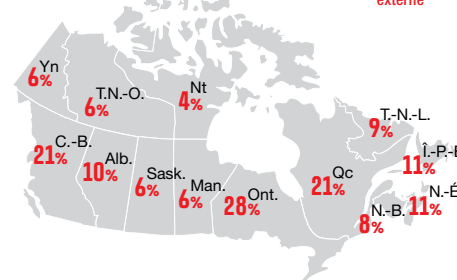 externe
Yn
6%
T.N.-O.
6%
Nt
4%
T.-N.-L.
9%
C.-B.
21%
Alb.
10%
Sask.
6%
Man.
6%
Ont.
28%
Qc
21%
Î.-P.-É
11%
N.-É
11%
N.-B.
8%